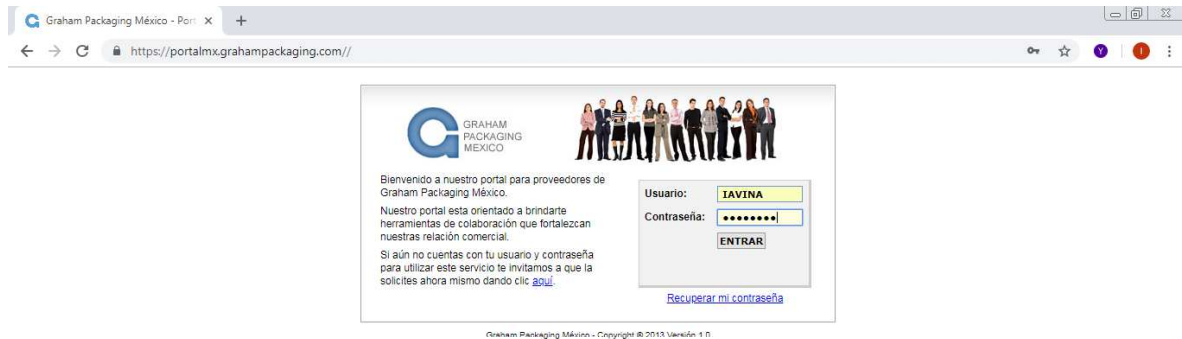 Graham Packaging México - Port
https://portalmx.grahampackaging.com//
Y
I
GRAHAM
PACKAGING
MEXICO
Bienvenido a nuestro portal para proveedores de
Graham Packaging México.
Nuestro portal esta orientado a brindarte
herramientas de colaboración que fortalezcan
nuestras relación comercial.
Si aún no cuentas con tu usuario y contraseña
para utilizar este servicio te invitamos a que la
solicites ahora mismo dando clic aquí.
Usuario: IAVINA
Contraseña: ••••••••
ENTRAR
Recuperar mi contraseña
Graham Packaging México - Copyright © 2013 Versión 1.0.